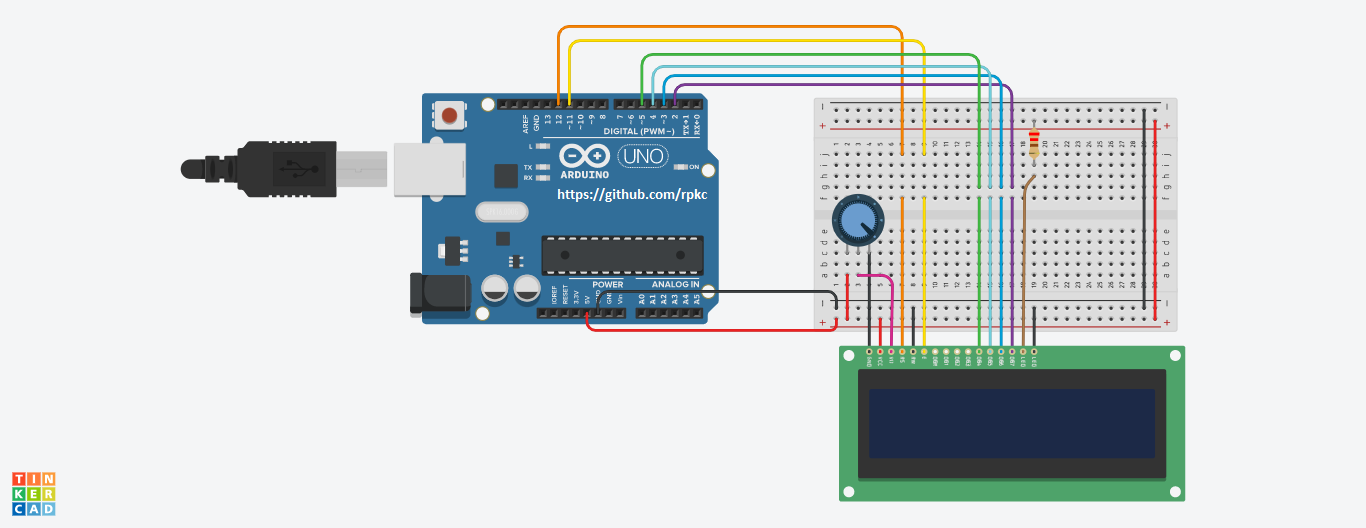 AREF
GND
13
12
~11
~10
~9
8
7
~6
~5
4
~3
2
TX→1
RX←0
DIGITAL (PWM~)
L
TX
RX
UNO
ON
ARDUINO
https://github.com/rpkc
POWER
ANALOG IN
IOREF
RESET
3.3V
5V
GND
Vin
A0
A1
A2
A3
A4
A5
TIN
KER
CAD